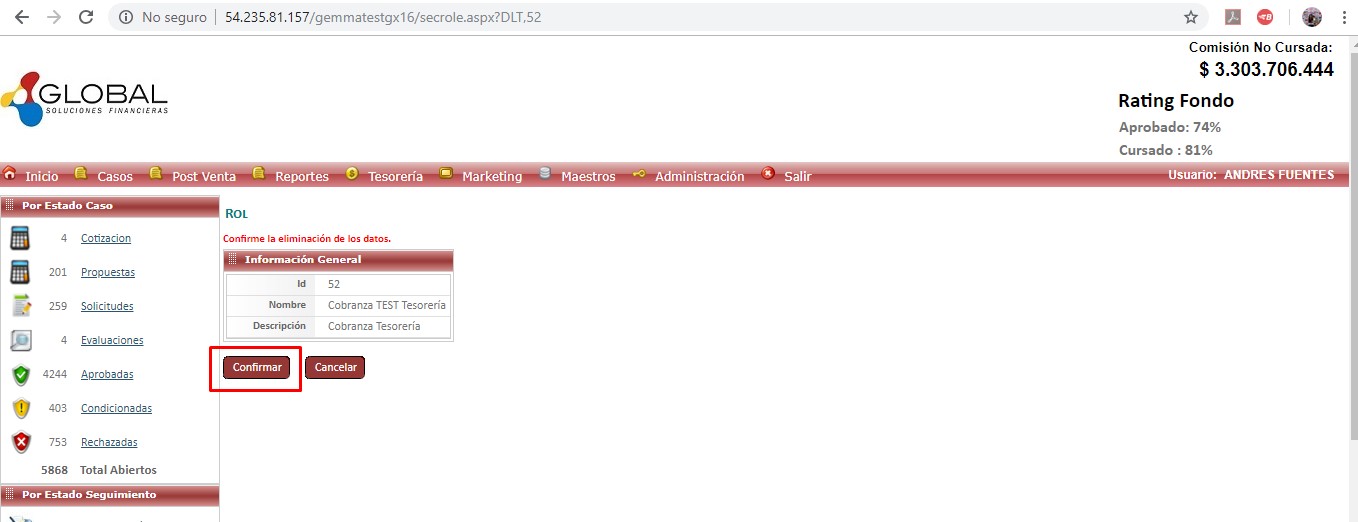 No seguro | 54.235.81.157/gemmatestgx16/secrole.aspx?DLT,52
Comisión No Cursada:
$ 3.303.706.444
GLOBAL
SOLUCIONES FINANCIERAS
Rating Fondo
Aprobado: 74%
Cursado : 81%
Inicio Casos Post Venta Reportes Tesorería Marketing Maestros Administración Salir Usuario: ANDRES FUENTES
Por Estado Caso
4 Cotizacion
201 Propuestas
259 Solicitudes
4 Evaluaciones
4244 Aprobadas
403 Condicionadas
753 Rechazadas
5868 Total Abiertos
Por Estado Seguimiento
ROL
Confirme la eliminación de los datos.
Información General
Id 52
Nombre Cobranza TEST Tesorería
Descripción Cobranza Tesorería
Confirmar Cancelar